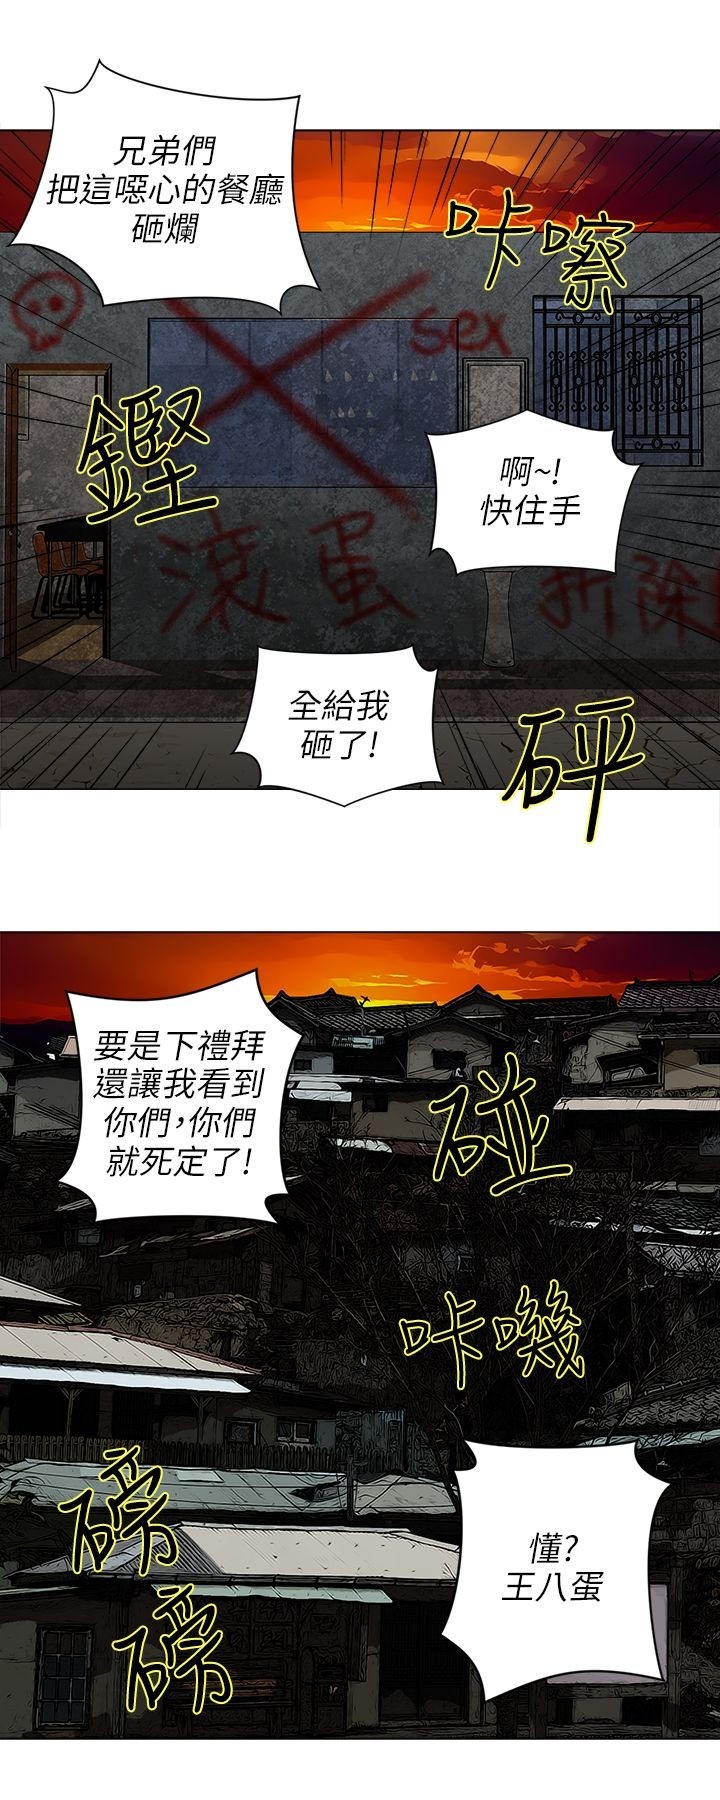 兄弟們
把這噁心的餐廳
砸爛
咔嚓
sex
鏗
啊~!
快住手
滾蛋
拆除
全給我
砸了!
砰
要是下禮拜
還讓我看到
你們，你們
就死定了!
碰
咔嘰
磅
磅
懂?
王八蛋